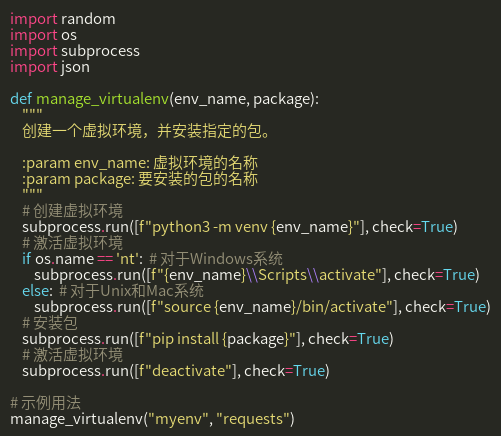 import random
import os
import subprocess
import json

def manage_virtualenv(env_name, package):
    """
    创建一个虚拟环境，并安装指定的包。

    :param env_name: 虚拟环境的名称
    :param package: 要安装的包的名称
    """
    # 创建虚拟环境
    subprocess.run([f"python3 -m venv {env_name}"], check=True)
    # 激活虚拟环境
    if os.name == 'nt':  # 对于Windows系统
        subprocess.run([f"{env_name}\\Scripts\\activate"], check=True)
    else:  # 对于Unix和Mac系统
        subprocess.run([f"source {env_name}/bin/activate"], check=True)
    # 安装包
    subprocess.run([f"pip install {package}"], check=True)
    # 激活虚拟环境
    subprocess.run([f"deactivate"], check=True)

# 示例用法
manage_virtualenv("myenv", "requests")